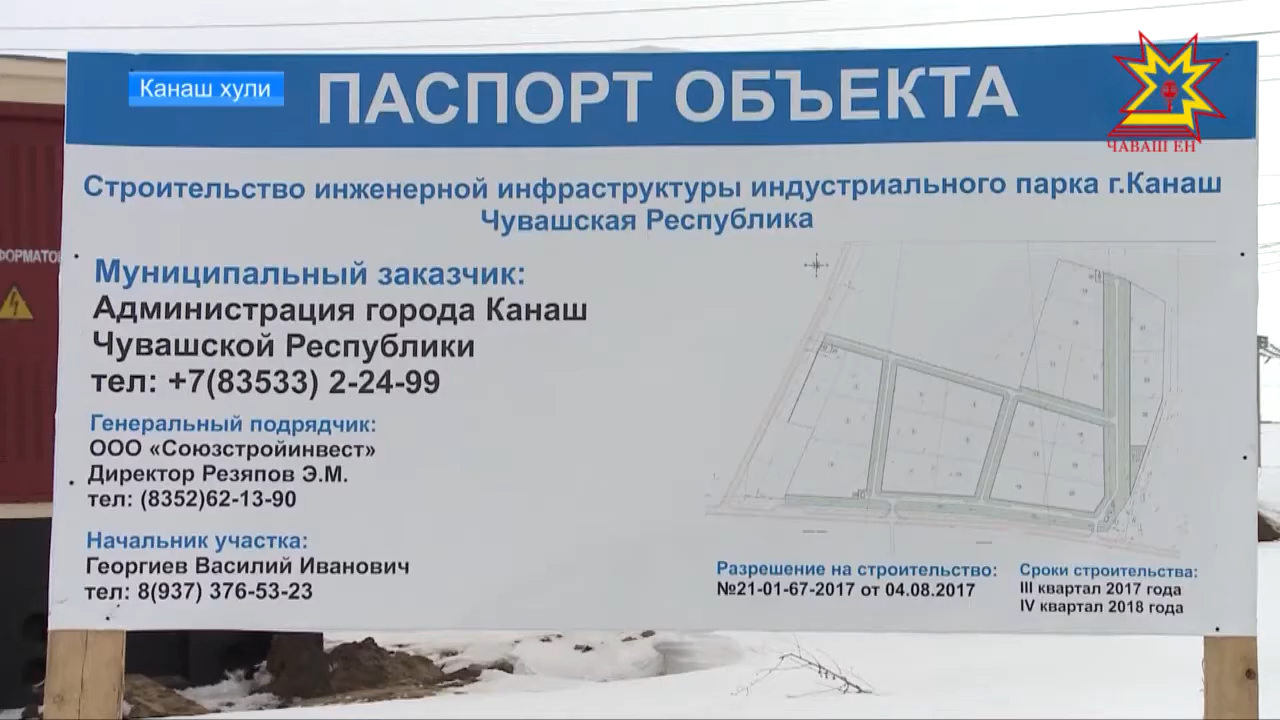 Канаш хули
ПАСПОРТ ОБЪЕКТА
ЧАВАШ ЕН
Строительство инженерной инфраструктуры индустриального парка г.Канаш
Чувашская Республика
Муниципальный заказчик:
Администрация города Канаш
Чувашской Республики
тел: +7(83533) 2-24-99
Генеральный подрядчик:
ООО «Союзстройинвест»
Директор Резяпов Э.М.
тел: (8352)62-13-90
Начальник участка:
Георгиев Василий Иванович
тел: 8(937) 376-53-23
Разрешение на строительство:
№21-01-67-2017 от 04.08.2017
Сроки строительства:
III квартал 2017 года
IV квартал 2018 года